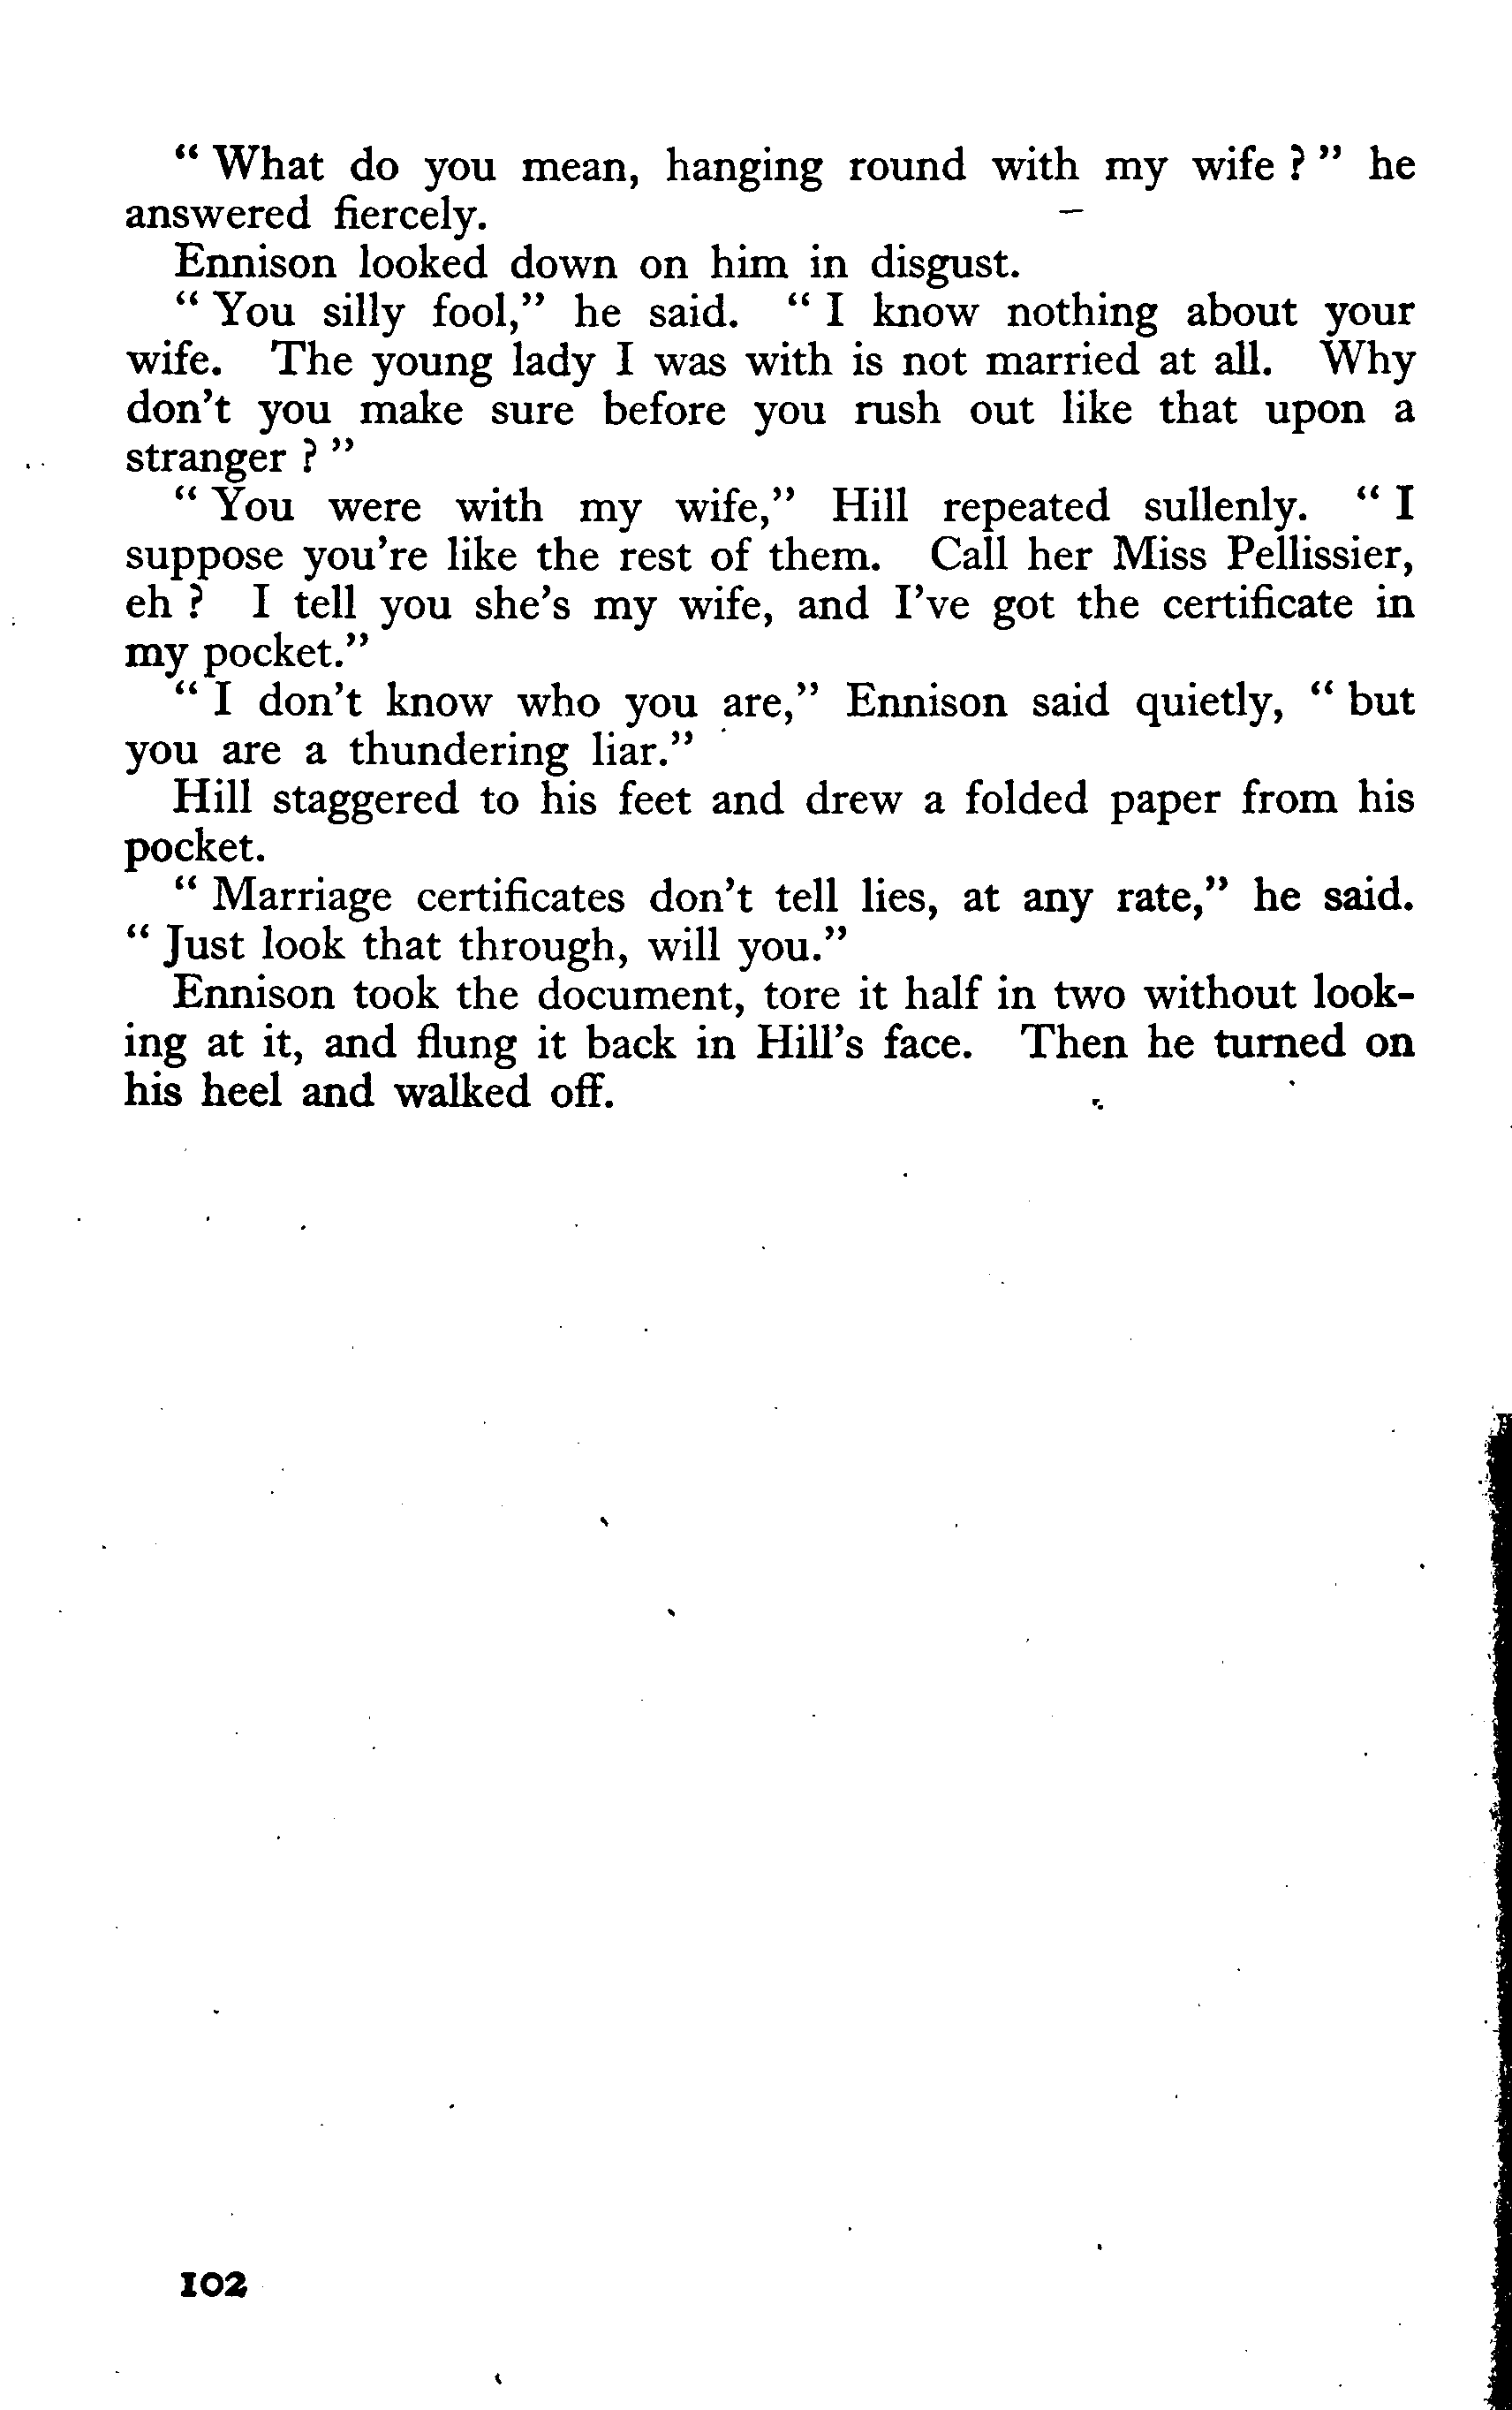 “ What do you mean, hanging round with my wife ? ” he
answered fiercely.
Ennison looked down on him in disgust.
“ You silly fool,” he said. “ I know nothing about your
wife. The young lady I was with is not married at all. Why
don’t you make sure before you rush out like that upon a
stranger ? ”
“ You were with my wife,” Hill repeated sullenly. “ I
suppose you’re like the rest of them. Call her Miss Pellissier,
eh ? I tell you she’s my wife, and I’ve got the certificate in
my pocket.”
“ I don’t know who you are,” Ennison said quietly, “ but
you are a thundering liar.”
Hill staggered to his feet and drew a folded paper from his
pocket.
“ Marriage certificates don’t tell lies, at any rate,” he said.
“ Just look that through, will you.”
Ennison took the document, tore it half in two without look-
ing at it, and flung it back in Hill’s face. Then he turned on
his heel and walked off.
102